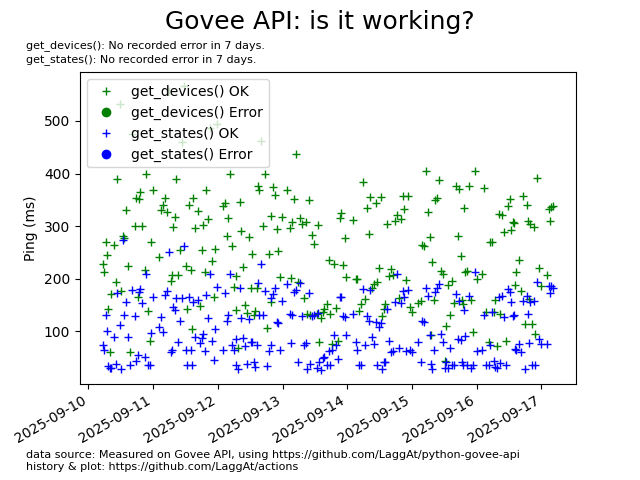 Govee API: is it working?
get_devices(): No recorded error in 7 days.
get_states(): No recorded error in 7 days.
get_devices() OK
get_devices() Error
get_states() OK
get_states() Error
Ping (ms)
500
400
300
200
100
2025-09-10
2025-09-11
2025-09-12
2025-09-13
2025-09-14
2025-09-15
2025-09-16
2025-09-17
data source: Measured on Govee API, using https://github.com/LaggAt/python-govee-api
history & plot: https://github.com/LaggAt/actions